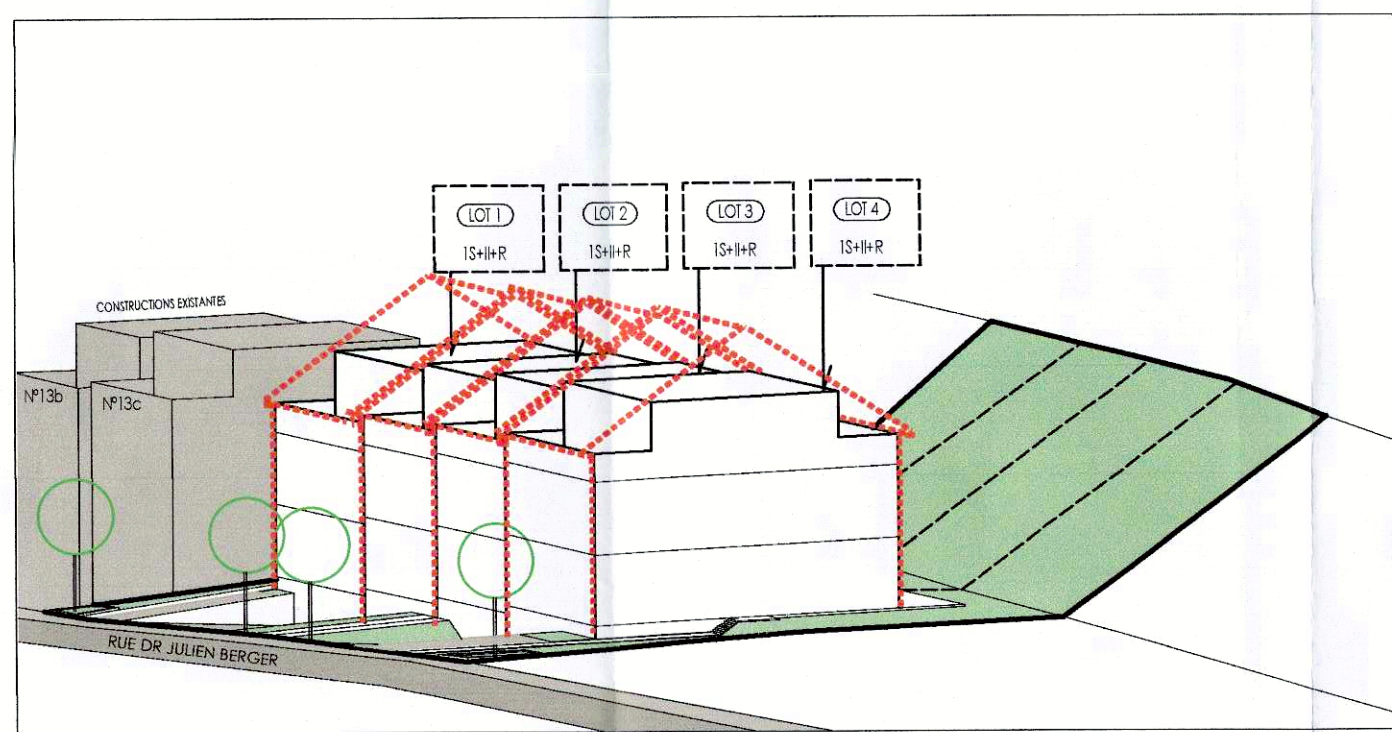 LOT 1
1S+II+R
LOT 2
1S+II+R
LOT 3
1S+II+R
LOT 4
1S+II+R
CONSTRUCTIONS EXISTANTES
N°13b
N°13c
RUE DR JULIEN BERGER